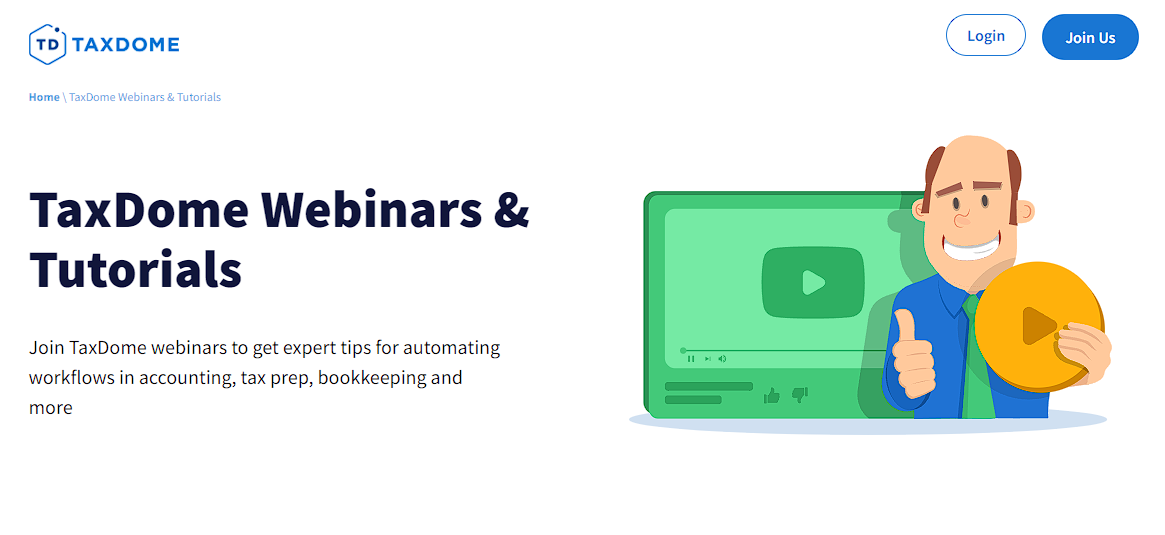 TD TAXDOME
Login
Join Us
Home \ TaxDome Webinars & Tutorials
TaxDome Webinars &
Tutorials
Join TaxDome webinars to get expert tips for automating
workflows in accounting, tax prep, bookkeeping and
more